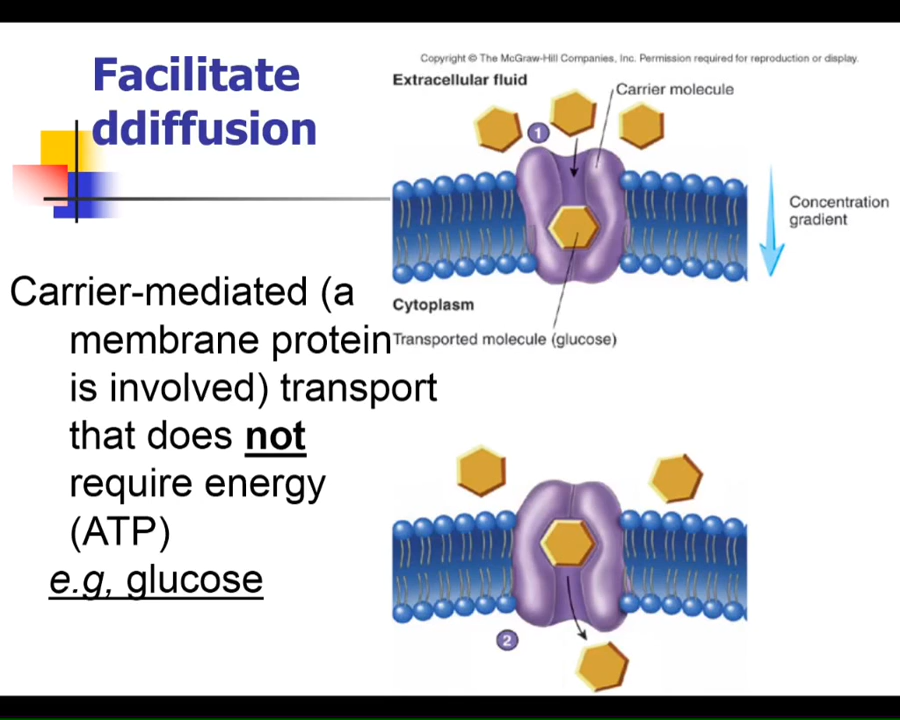 Facilitate
ddiffusion
Copyright © The McGraw-Hill Companies, Inc. Permission required for reproduction or display.
Extracellular fluid
Carrier molecule
1
Concentration
gradient
Cytoplasm
Transported molecule (glucose)
Carrier-mediated (a
membrane protein
is involved) transport
that does not
require energy
(ATP)
e.g, glucose
2